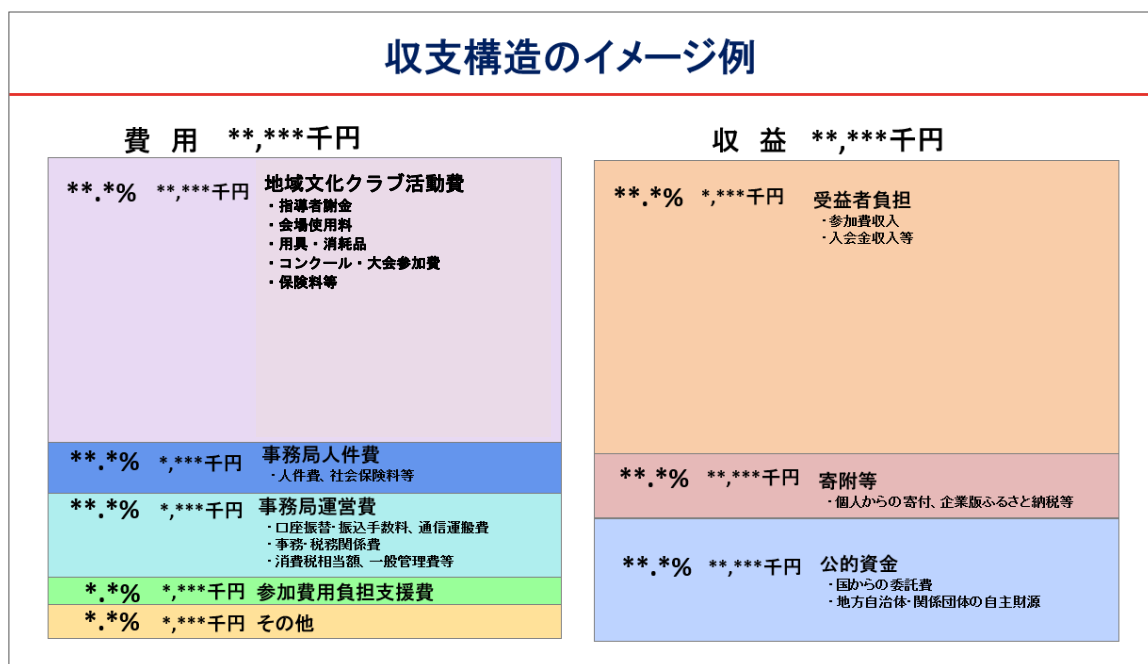 収支構造のイメージ例
費 用 **,***千円
**.*% **,***千円 地域文化クラブ活動費
・指導者謝金
・会場使用料
・用具・消耗品
・コンクール・大会参加費
・保険料等
**.*% *,***千円 事務局人件費
・人件費、社会保険料等
**.*% *,***千円 事務局運営費
・口座振替・振込手数料、通信運搬費
・事務・税務関係費
・消費税相当額、一般管理費等
*.*% *,***千円 参加費用負担支援費
*.*% *,***千円 その他
収 益 **,***千円
**.*% *,***千円 受益者負担
・参加費収入
・入会金収入等
**.*% **,***千円 寄附等
・個人からの寄付、企業版ふるさと納税等
**.*% **,***千円 公的資金
・国からの委託費
・地方自治体・関係団体の自主財源